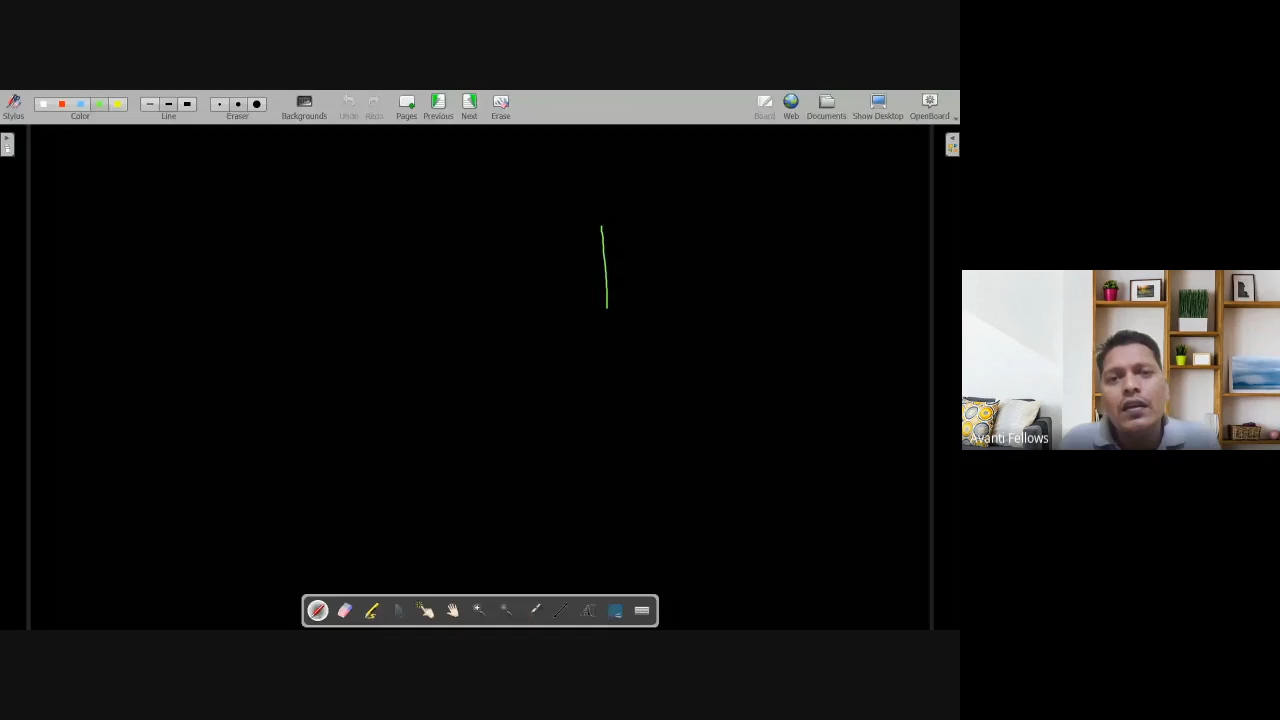 Stylus
Color
Line
Eraser
Backgrounds
Undo
Redo
Pages
Previous
Next
Erase
Board
Web
Documents
Show Desktop
OpenBoard
Avanti Fellows